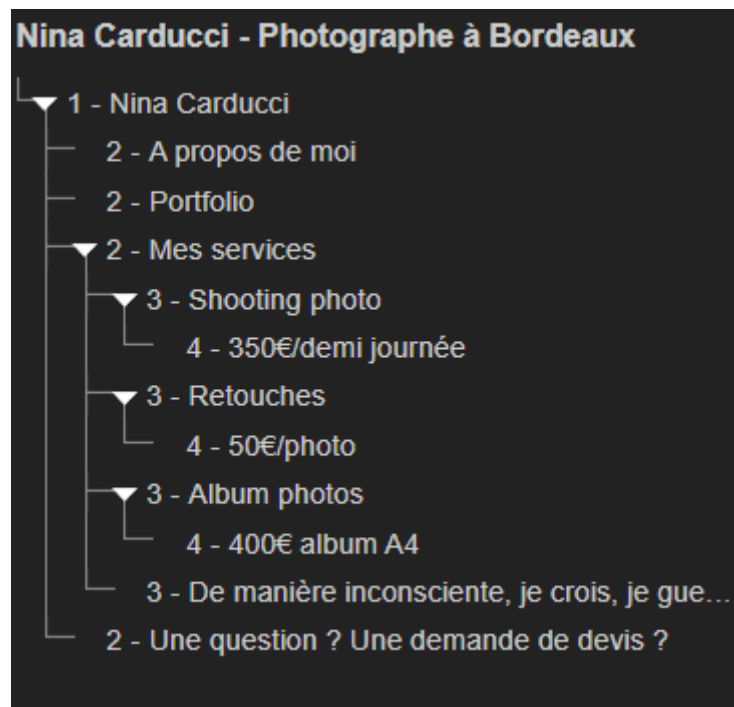 Nina Carducci - Photographe à Bordeaux
1 - Nina Carducci
2 - A propos de moi
2 - Portfolio
2 - Mes services
3 - Shooting photo
4 - 350€/demi journée
3 - Retouches
4 - 50€/photo
3 - Album photos
4 - 400€ album A4
3 - De manière inconsciente, je crois, je gue...
2 - Une question ? Une demande de devis ?